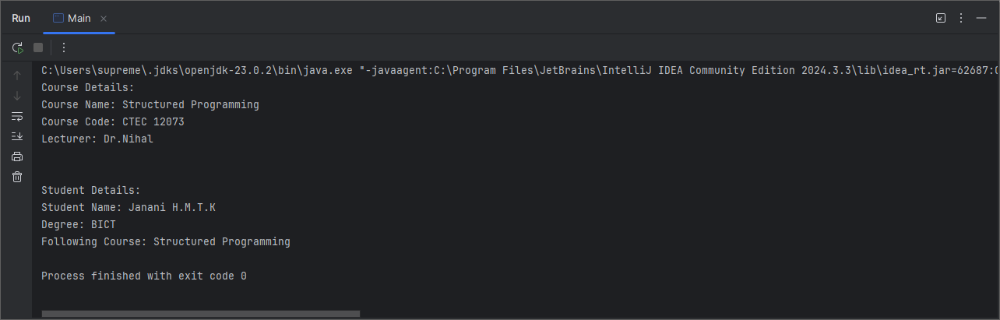 Run Main
C:\Users\supreme\.jdks\openjdk-23.0.2\bin\java.exe "-javaagent:C:\Program Files\JetBrains\IntelliJ IDEA Community Edition 2024.3.3\lib\idea_rt.jar=62687:C
Course Details:
Course Name: Structured Programming
Course Code: CTEC 12073
Lecturer: Dr.Nihal
Student Details:
Student Name: Janani H.M.T.K
Degree: BICT
Following Course: Structured Programming
Process finished with exit code 0